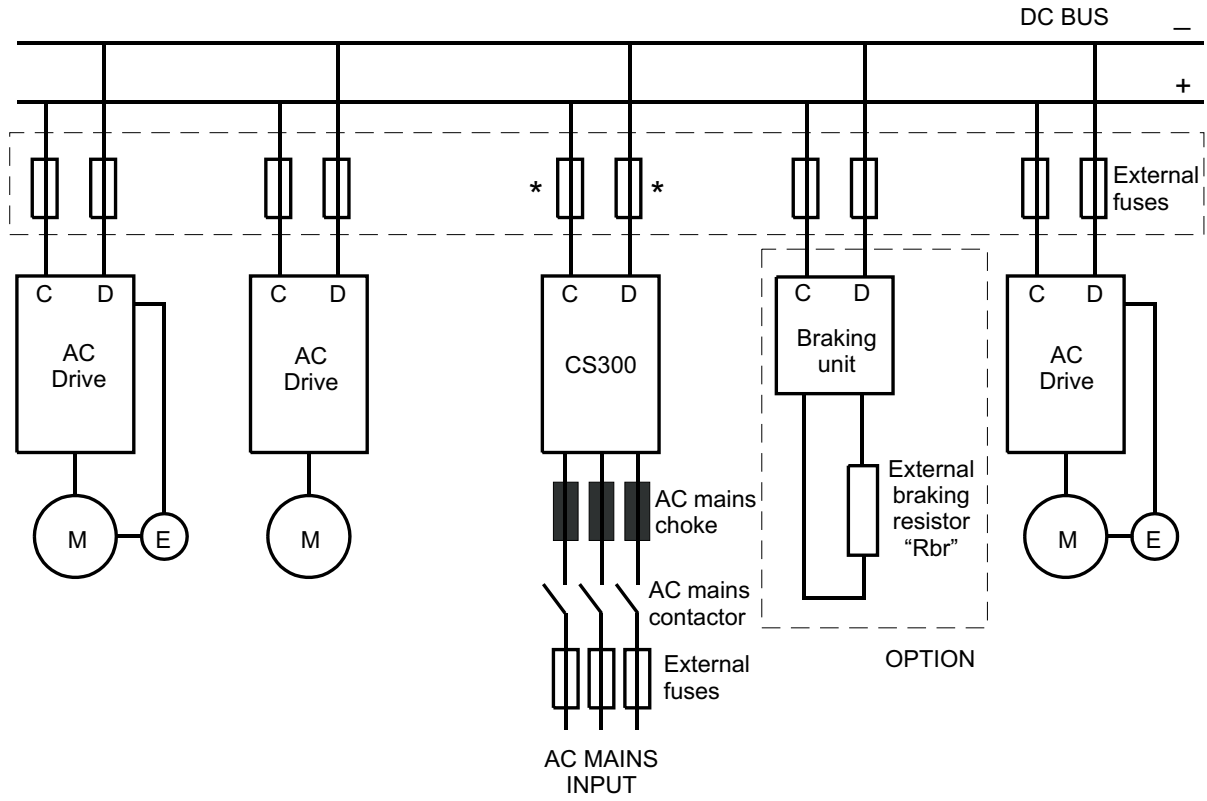 DC BUS
–
+
* *
External
fuses
C D
AC
Drive
M
E
C D
AC
Drive
M
C D
CS300
AC mains
choke
AC mains
contactor
External
fuses
AC MAINS
INPUT
C D
Braking
unit
External
braking
resistor
“Rbr”
OPTION
C D
AC
Drive
M
E